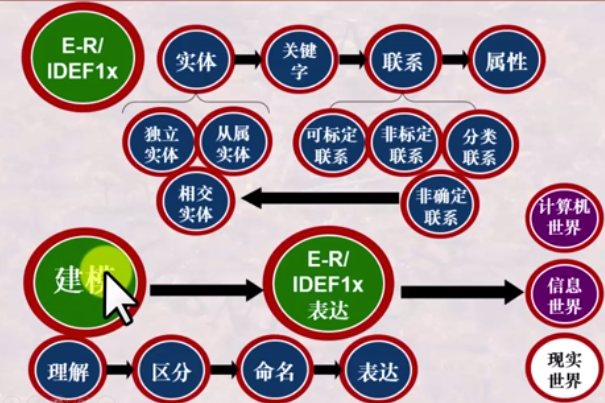 E-R/
IDEF1x
实体
关键
字
联系
属性
独立
实体
从属
实体
可标定
联系
非标定
联系
分类
联系
相交
实体
非确定
联系
计算机
世界
建模
E-R/
IDEF1x
表达
信息
世界
理解
区分
命名
表达
现实
世界